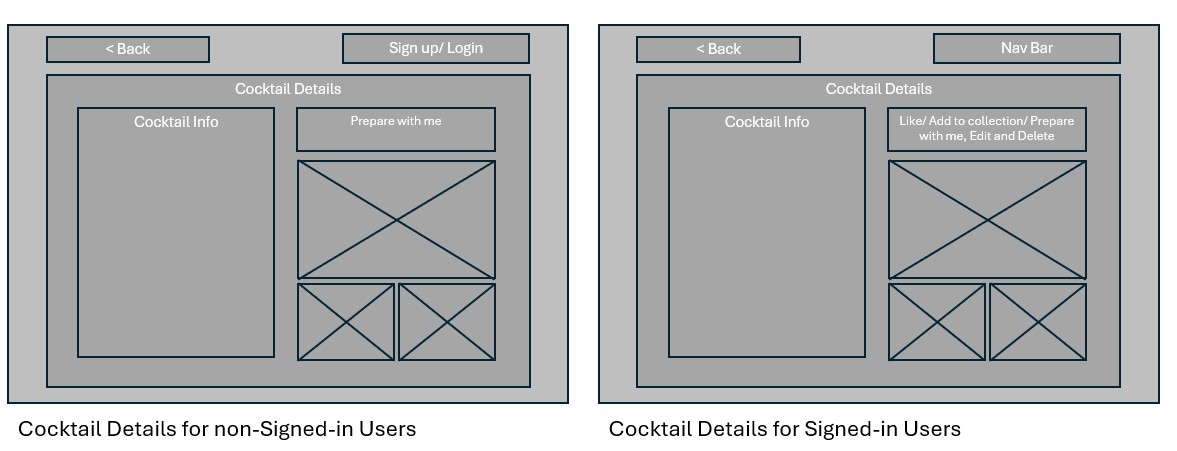 < Back
Sign up/ Login
Cocktail Details
Cocktail Info
Prepare with me
Cocktail Details for non-Signed-in Users
< Back
Nav Bar
Cocktail Details
Cocktail Info
Like/ Add to collection/ Prepare
with me, Edit and Delete
Cocktail Details for Signed-in Users